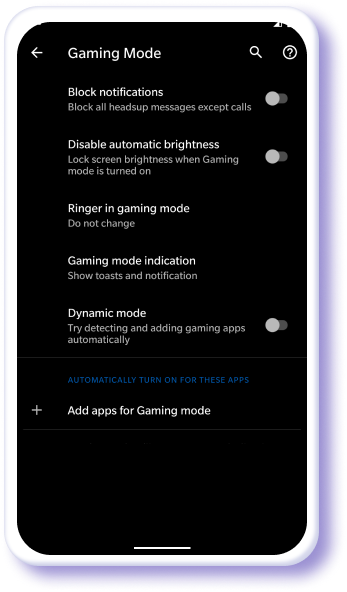 Gaming Mode
Block notifications
Block all headsup messages except calls
Disable automatic brightness
Lock screen brightness when Gaming
mode is turned on
Ringer in gaming mode
Do not change
Gaming mode indication
Show toasts and notification
Dynamic mode
Try detecting and adding gaming apps
automatically
AUTOMATICALLY TURN ON FOR THESE APPS
Add apps for Gaming mode